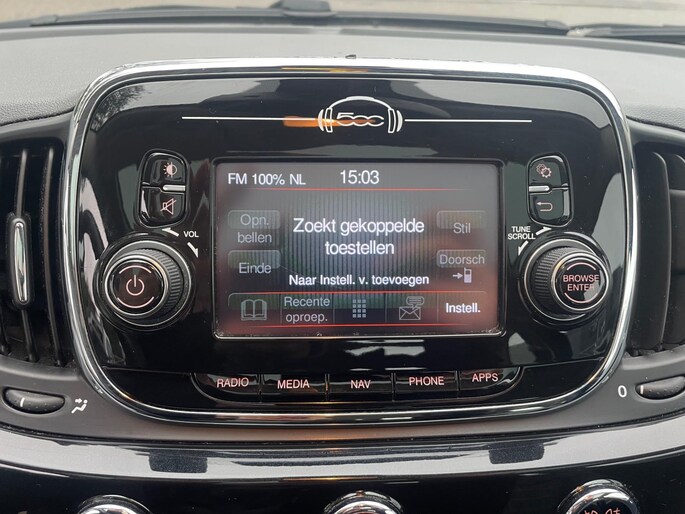 500
FM 100% NL 15:03
Opn. bellen
Zoekt gekoppelde toestellen
Stil
VOL
TUNE SCROLL
Einde
Doorsch
Naar Instell. v. toevoegen
BROWSE ENTER
Recente oproep.
Instell.
RADIO MEDIA NAV PHONE APPS
0